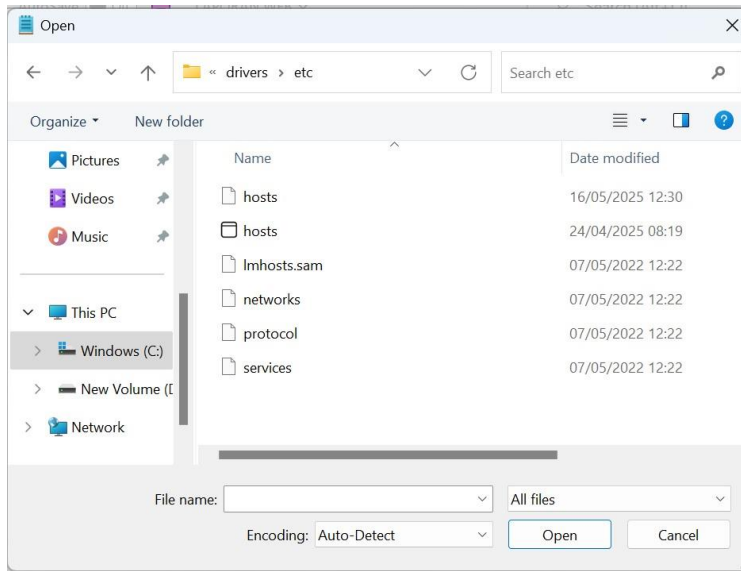 Open
« drivers › etc
Search etc
Organize
New folder
Name
Date modified
Pictures
Videos
Music
This PC
Windows (C:)
New Volume (D
Network
hosts 16/05/2025 12:30
hosts 24/04/2025 08:19
lmhosts.sam 07/05/2022 12:22
networks 07/05/2022 12:22
protocol 07/05/2022 12:22
services 07/05/2022 12:22
File name:
All files
Encoding: Auto-Detect
Open
Cancel